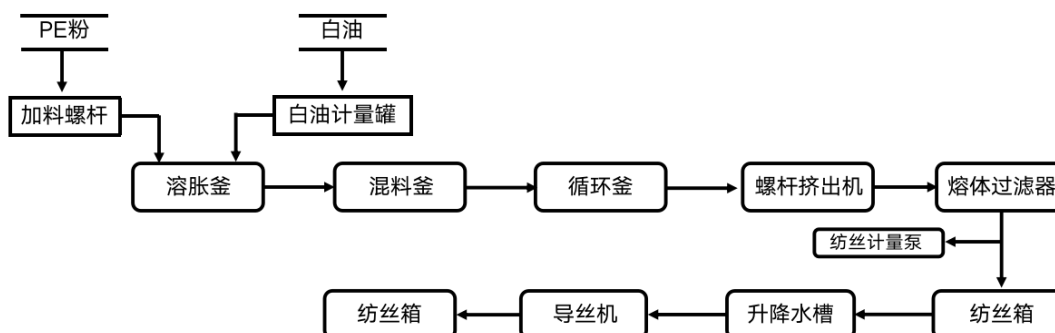 PE粉
白油
加料螺杆
白油计量罐
溶胀釜
混料釜
循环釜
螺杆挤出机
熔体过滤器
纺丝计量泵
纺丝箱
导丝机
升降水槽
纺丝箱